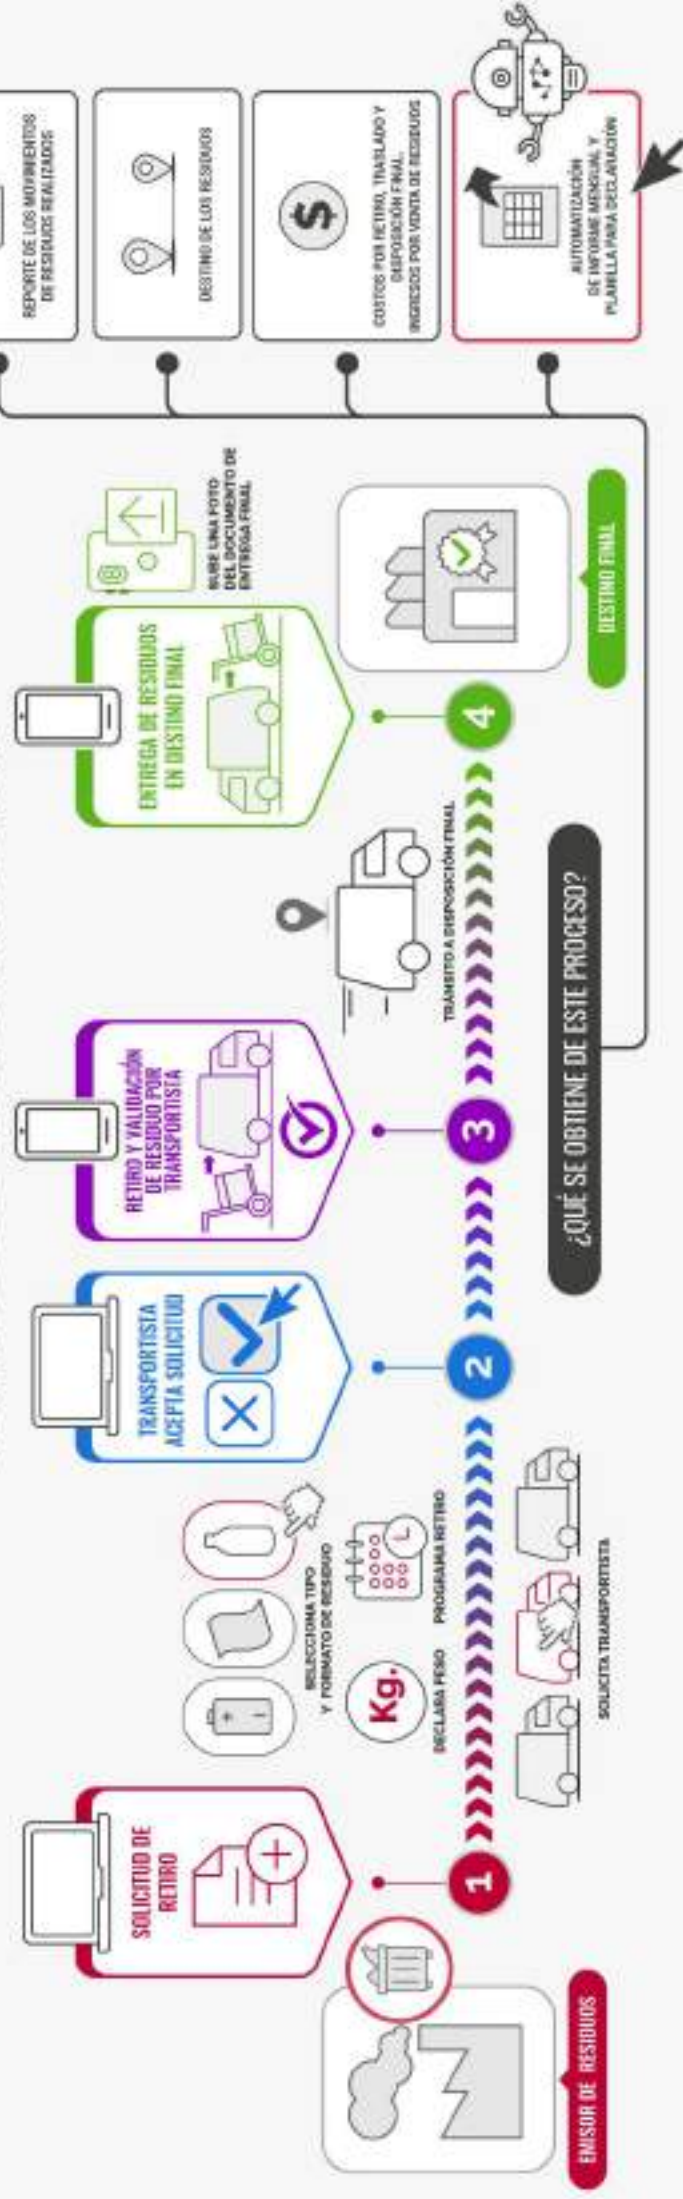 SOLICITUD DE
RETIRO
EMISOR DE RESIDUOS
1
SELECCIONA TIPO
Y FORMATO DE RESIDUO
Kg.
DECLARA PESO
PROGRAMA RETIRO
SOLICITA TRANSPORTISTA
TRANSPORTISTA
ACEPTA SOLICITUD
2
RETIRO Y VALIDACIÓN
DE RESIDUO POR
TRANSPORTISTA
3
TRÁNSITO A DISPOSICIÓN FINAL
ENTREGA DE RESIDUOS
EN DESTINO FINAL
4
SUBE UNA FOTO
DEL DOCUMENTO DE
ENTREGA FINAL
DESTINO FINAL
¿QUÉ SE OBTIENE DE ESTE PROCESO?
REPORTE DE LOS MOVIMIENTOS
DE RESIDUOS REALIZADOS
DESTINO DE LOS RESIDUOS
$
COSTOS POR RETIRO, TRASLADO Y
DISPOSICIÓN FINAL.
INGRESOS POR VENTA DE RESIDUOS
AUTOMATIZACIÓN
DE INFORME MENSUAL Y
PLANILLA PARA DECLARACIÓN